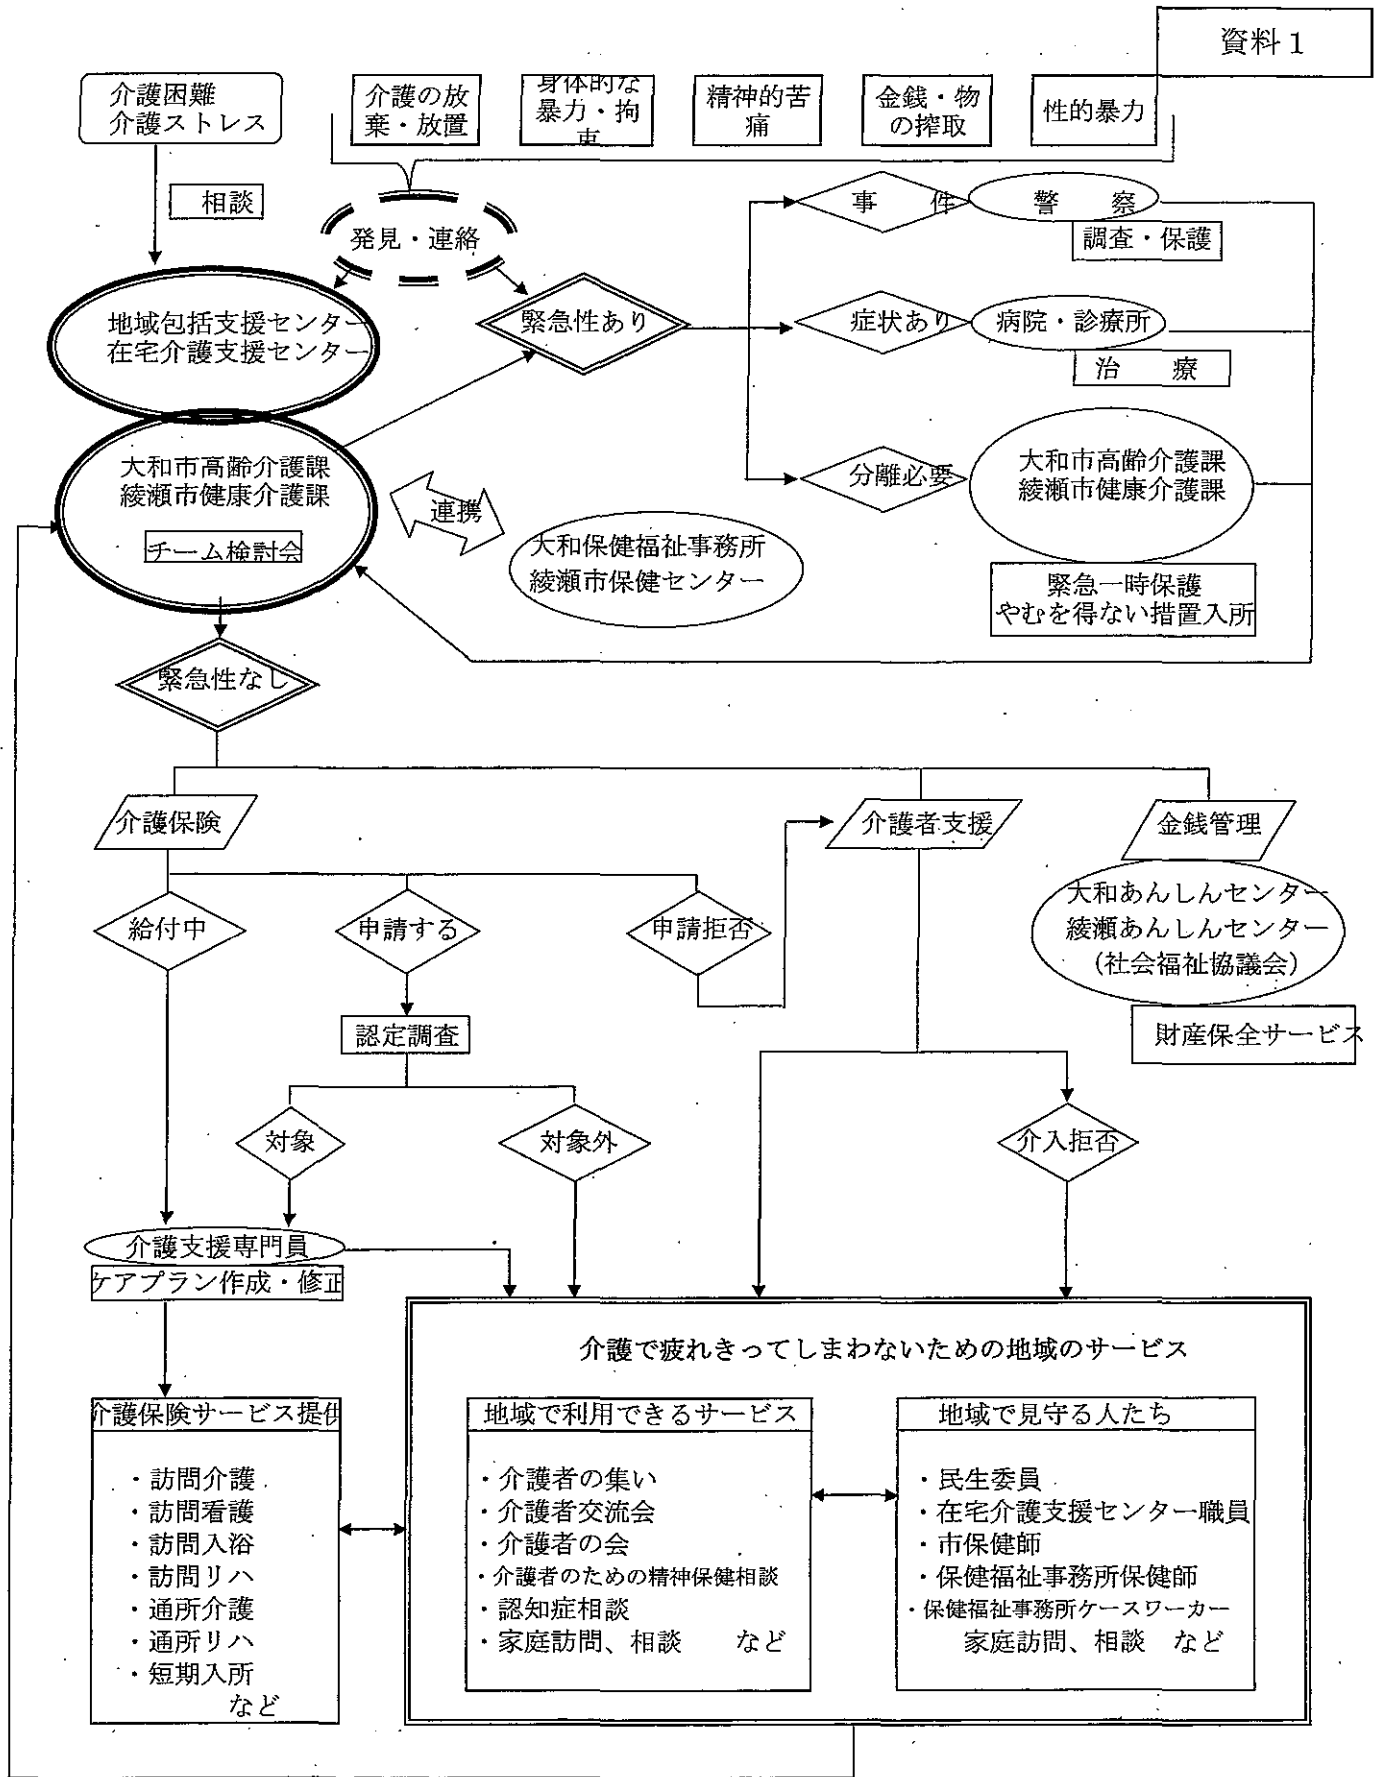 資料1
介護困難
介護ストレス
介護の放
棄・放置
身体的な
暴力・拘
束
精神的苦
痛
金銭・物
の搾取
性的暴力
相談
発見・連絡
事 件
警 察
調査・保護
地域包括支援センター
在宅介護支援センター
緊急性あり
症状あり
病院・診療所
治 療
大和市高齢介護課
綾瀬市健康介護課
チーム検討会
連携
大和保健福祉事務所
綾瀬市保健センター
分離必要
大和市高齢介護課
綾瀬市健康介護課
緊急一時保護
やむを得ない措置入所
緊急性なし
介護保険
介護者支援
金銭管理
給付中
申請する
申請拒否
大和あんしんセンター
綾瀬あんしんセンター
(社会福祉協議会)
財産保全サービス
認定調査
対象
対象外
介入拒否
介護支援専門員
ケアプラン作成・修正
介護で疲れきってしまわないための地域のサービス
介護保険サービス提供
・訪問介護
・訪問看護
・訪問入浴
・訪問リハ
・通所介護
・通所リハ
・短期入所
など
地域で利用できるサービス
・介護者の集い
・介護者交流会
・介護者の会
・介護者のための精神保健相談
・認知症相談
・家庭訪問、相談 など
地域で見守る人たち
・民生委員
・在宅介護支援センター職員
・市保健師
・保健福祉事務所保健師
・保健福祉事務所ケースワーカー
家庭訪問、相談 など